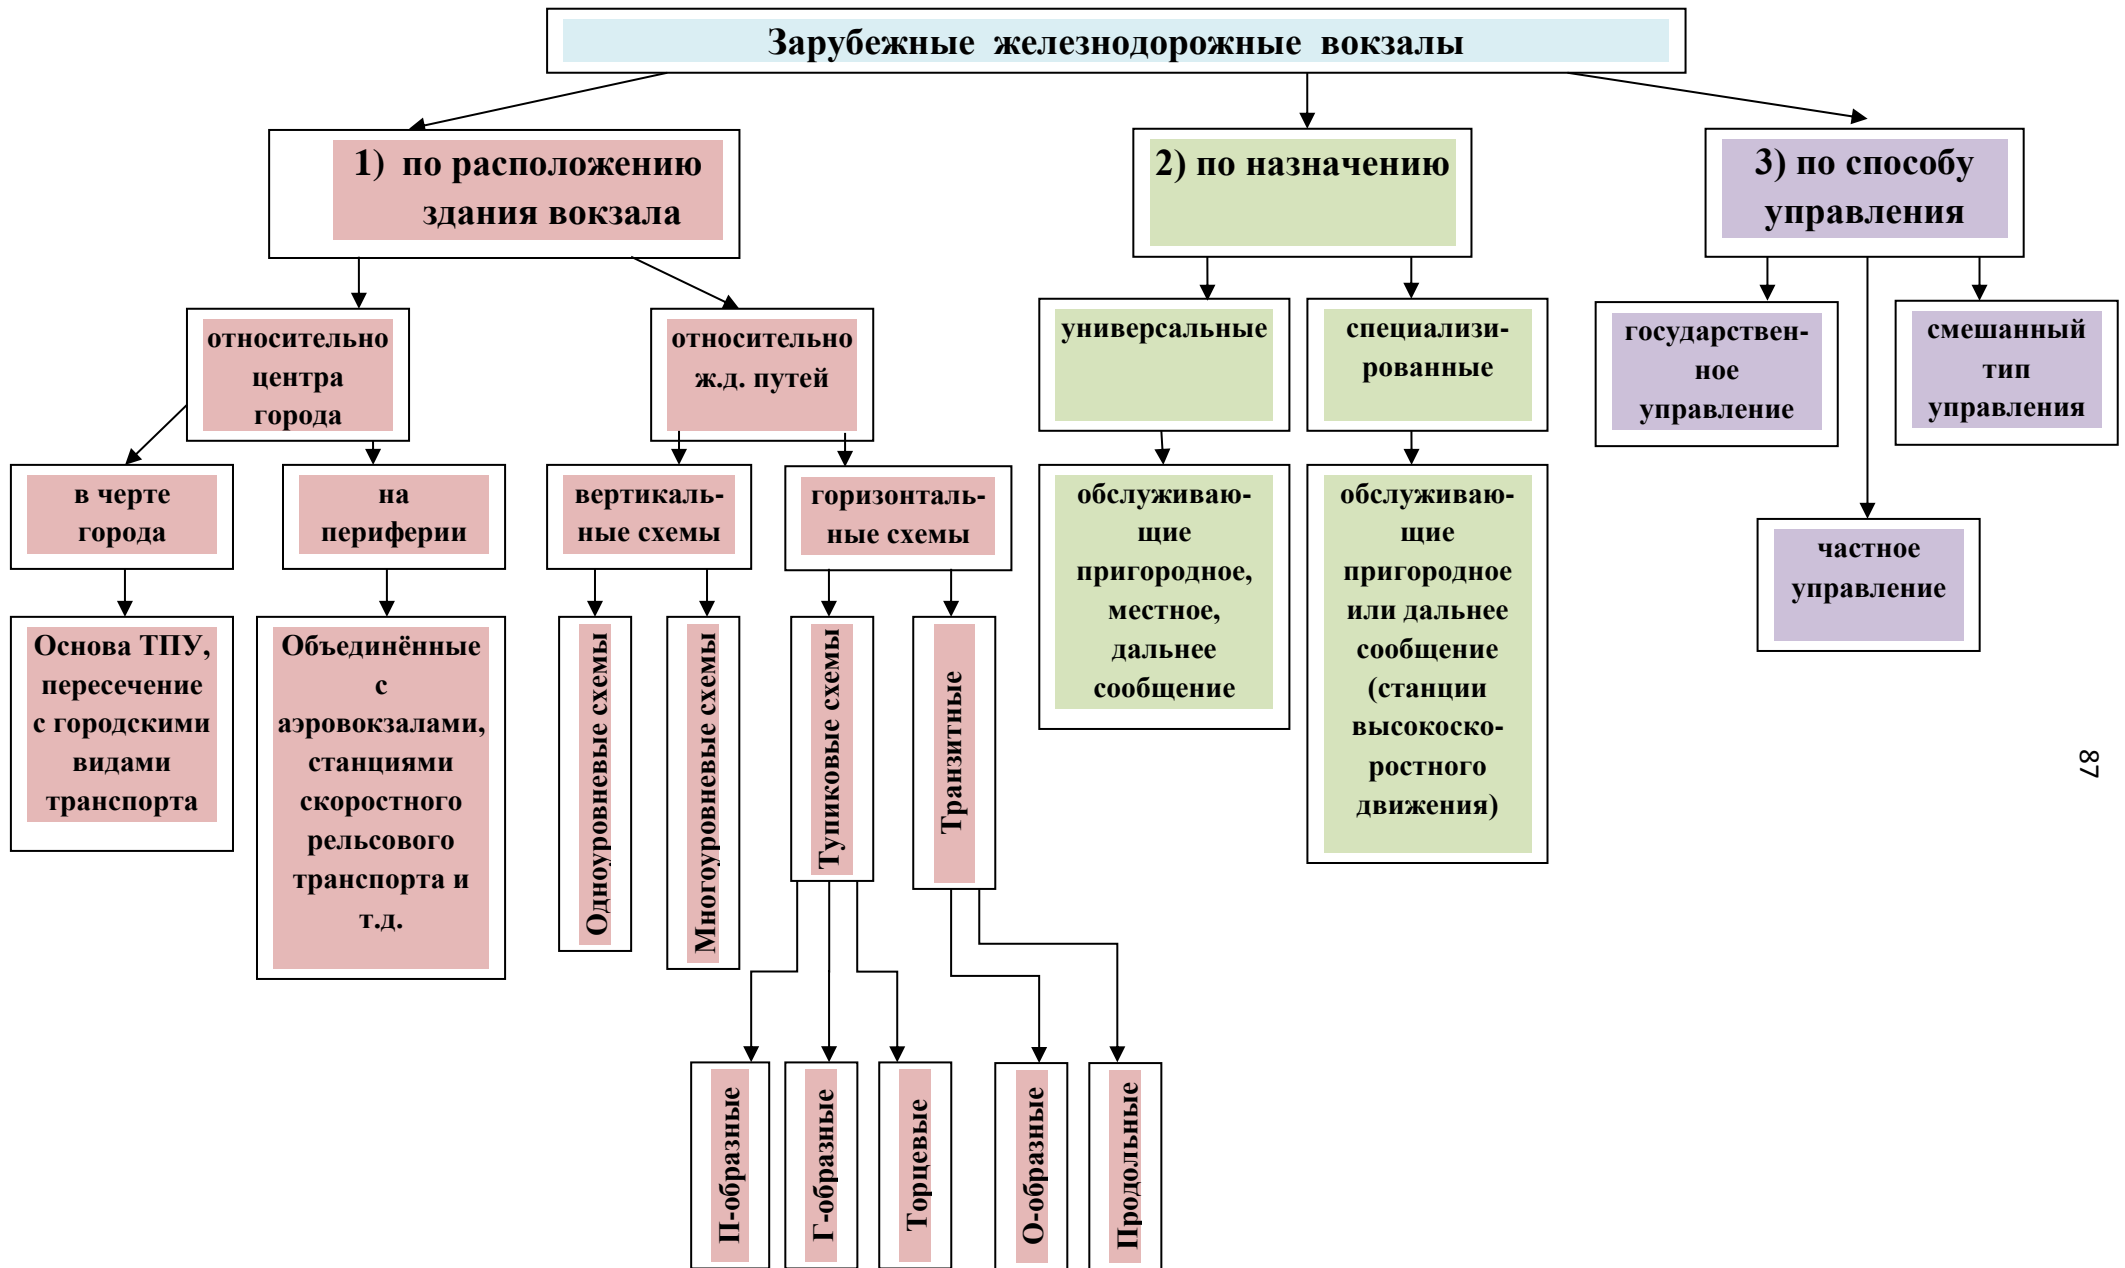 Зарубежные железнодорожные вокзалы
1) по расположению
здания вокзала
2) по назначению
3) по способу
управления
относительно
центра
города
относительно
ж.д. путей
универсальные
специализи-
рованные
государствен-
ное
управление
смешанный
тип
управления
в черте
города
на
периферии
вертикаль-
ные схемы
горизонталь-
ные схемы
обслуживаю-
щие
пригородное,
местное,
дальнее
сообщение
обслуживаю-
щие
пригородное
или дальнее
сообщение
(станции
высокоско-
ростного
движения)
частное
управление
Основа ТПУ,
пересечение
с городскими
видами
транспорта
Объединённые
с
аэровокзалами,
станциями
скоростного
рельсового
транспорта и
т.д.
Одноуровневые схемы
Многоуровневые схемы
Тупиковые схемы
Транзитные
87
П-образные
Г-образные
Торцевые
О-образные
Продольные